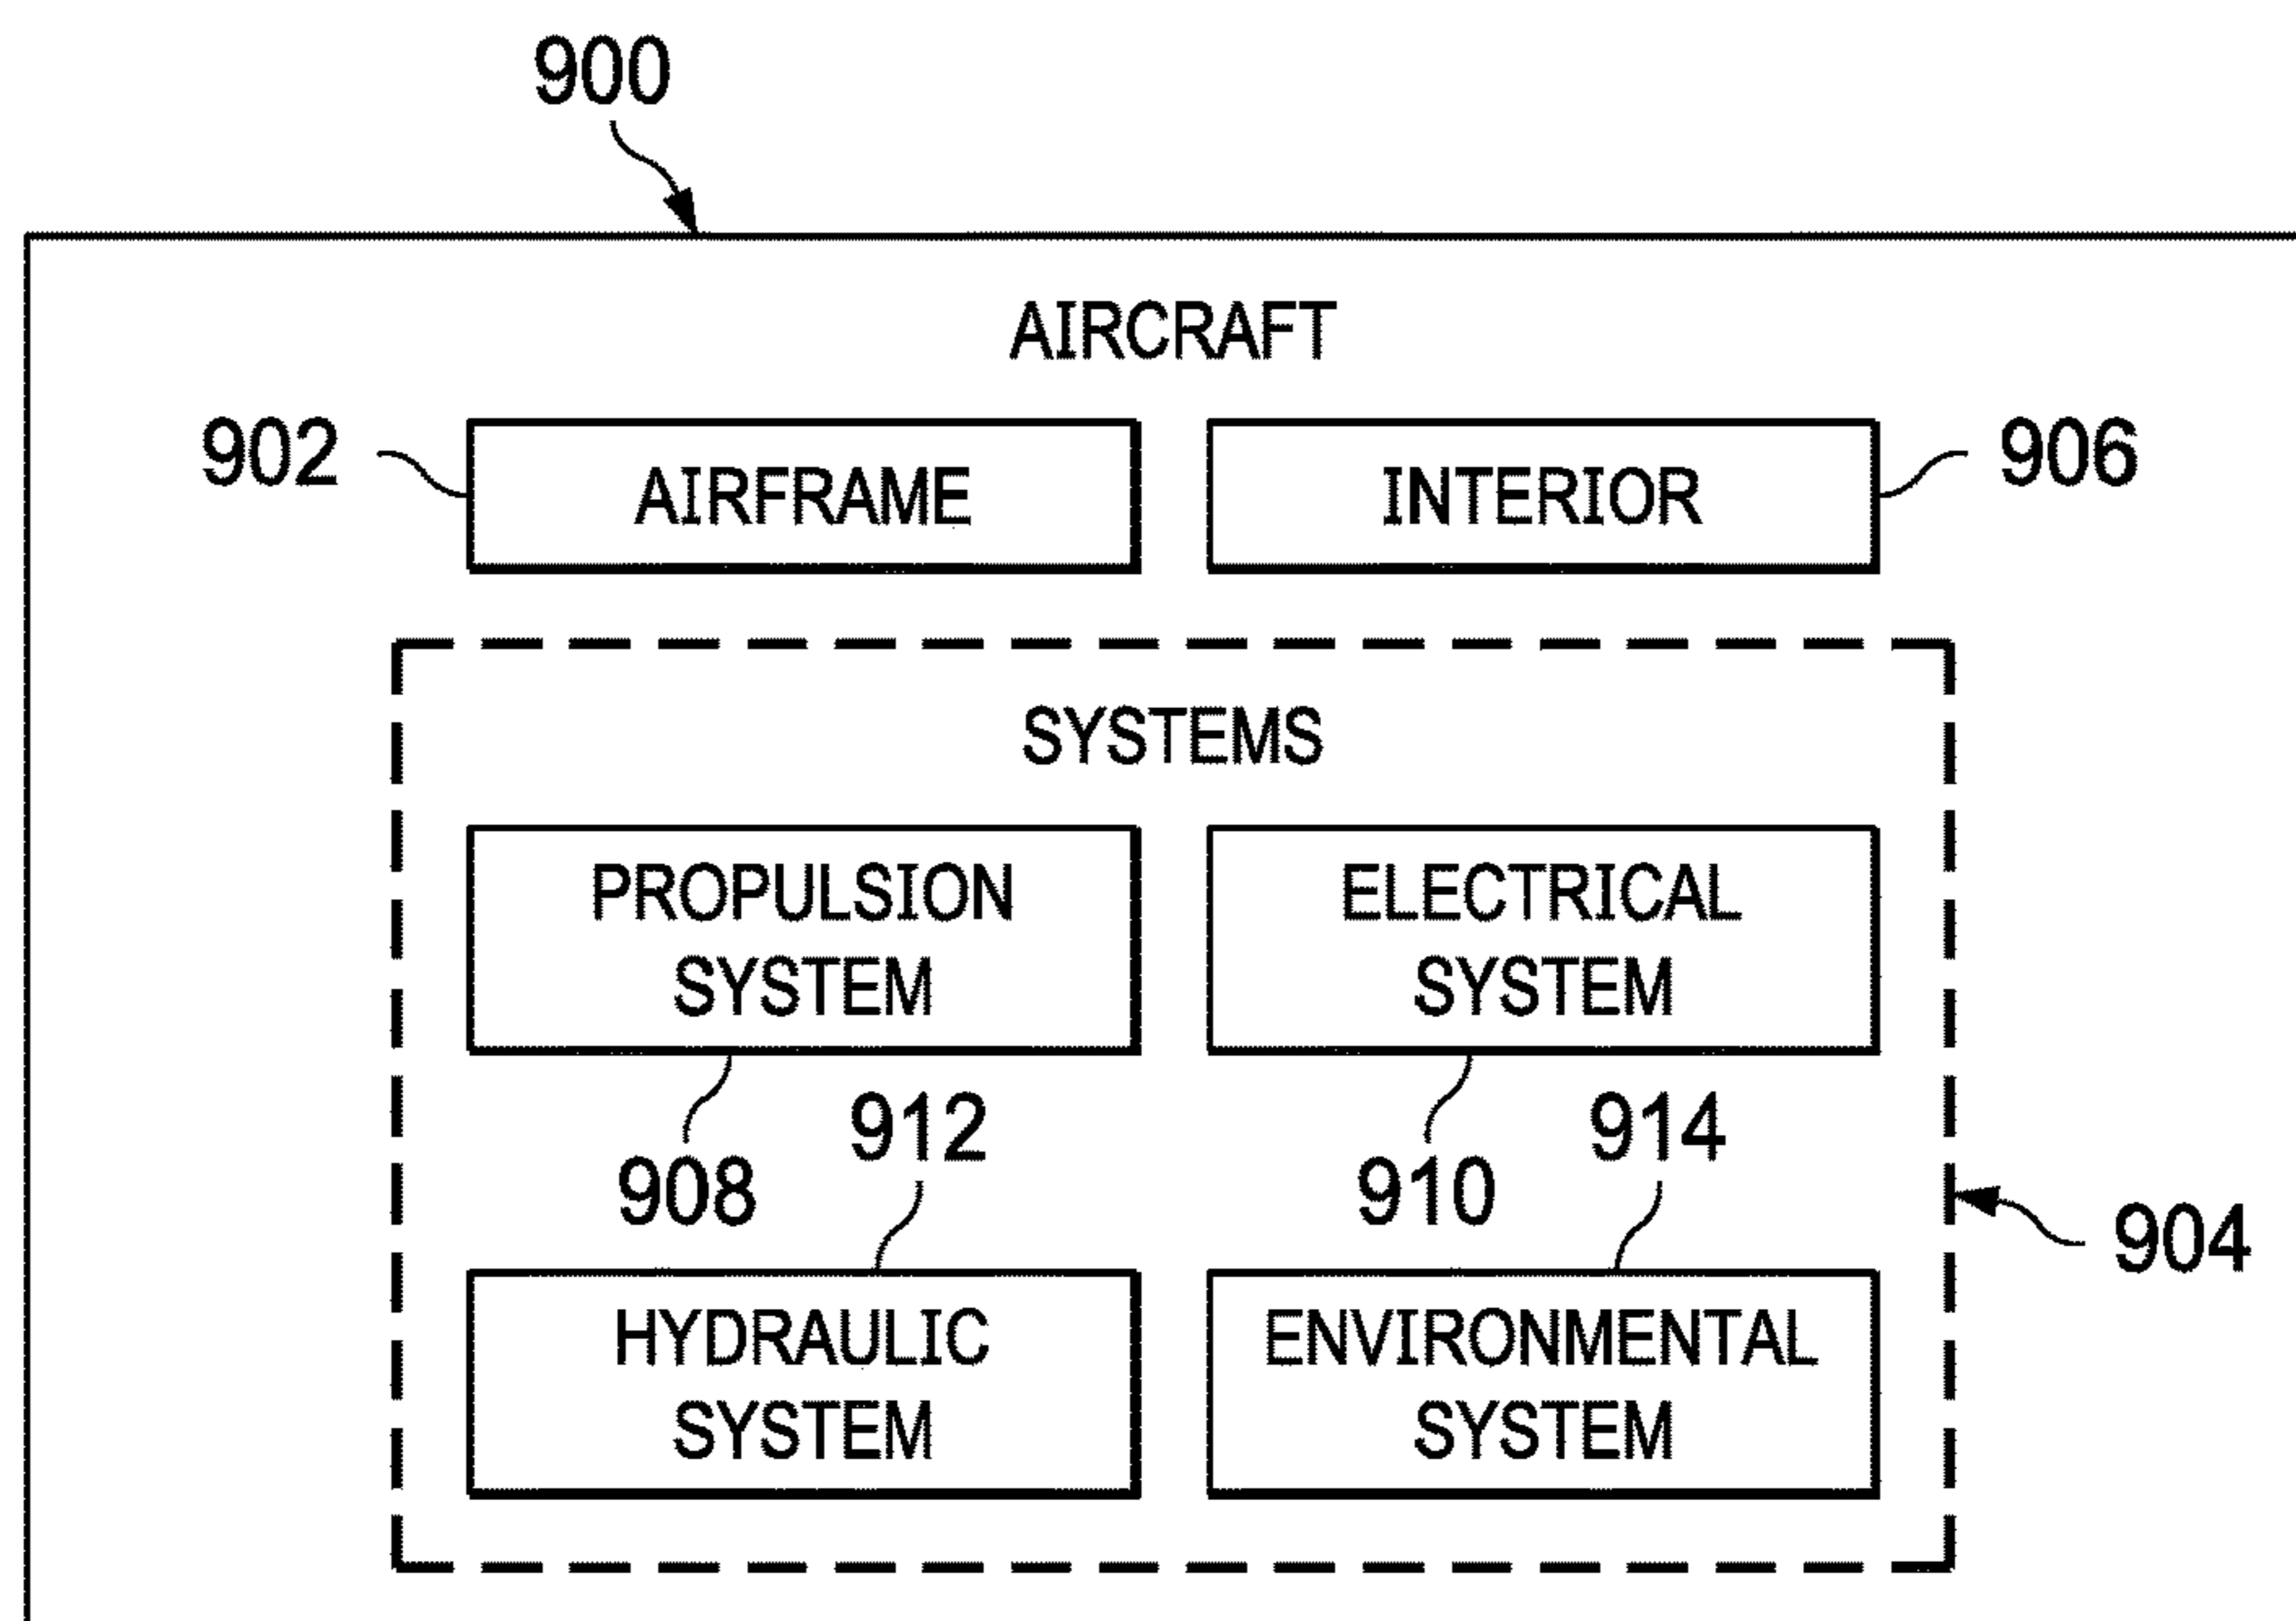 900
AIRCRAFT
902
AIRFRAME
INTERIOR
906
SYSTEMS
PROPULSION
SYSTEM
ELECTRICAL
SYSTEM
908
912
910
914
904
HYDRAULIC
SYSTEM
ENVIRONMENTAL
SYSTEM